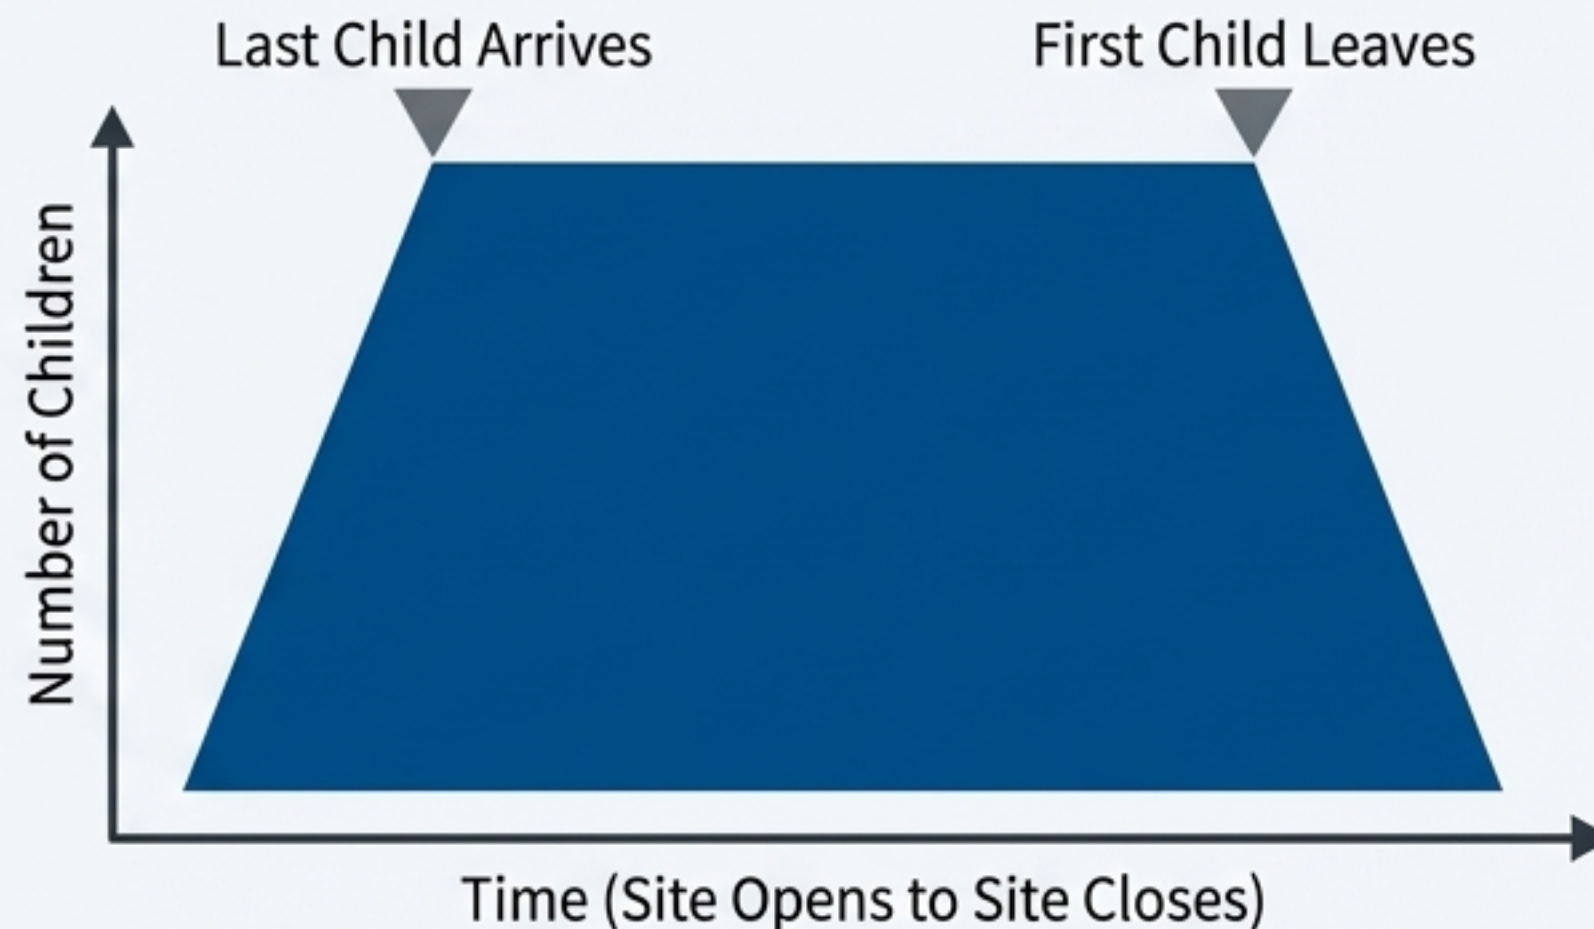 Last Child Arrives
First Child Leaves
Number of Children
Time (Site Opens to Site Closes)